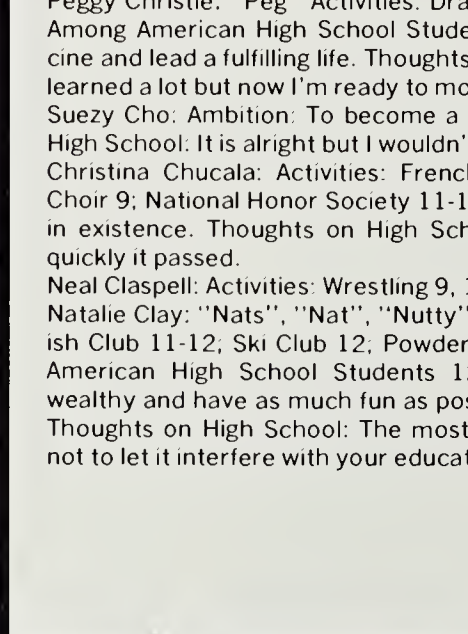 Peggy Christie: "Peg" Activities: Dra
Among American High School Stude
cine and lead a fulfilling life. Thoughts
learned a lot but now I'm ready to mo
Suezy Cho: Ambition: To become a
High School: It is alright but I wouldn'
Christina Chucala: Activities: Frencl
Choir 9; National Honor Society 11-1
in existence. Thoughts on High Sch
quickly it passed.
Neal Claspell: Activities: Wrestling 9,
Natalie Clay: "Nats", "Nat", "Nutty"
ish Club 11-12; Ski Club 12; Powder
American High School Students 1
wealthy and have as much fun as pos
Thoughts on High School: The most
not to let it interfere with your educat